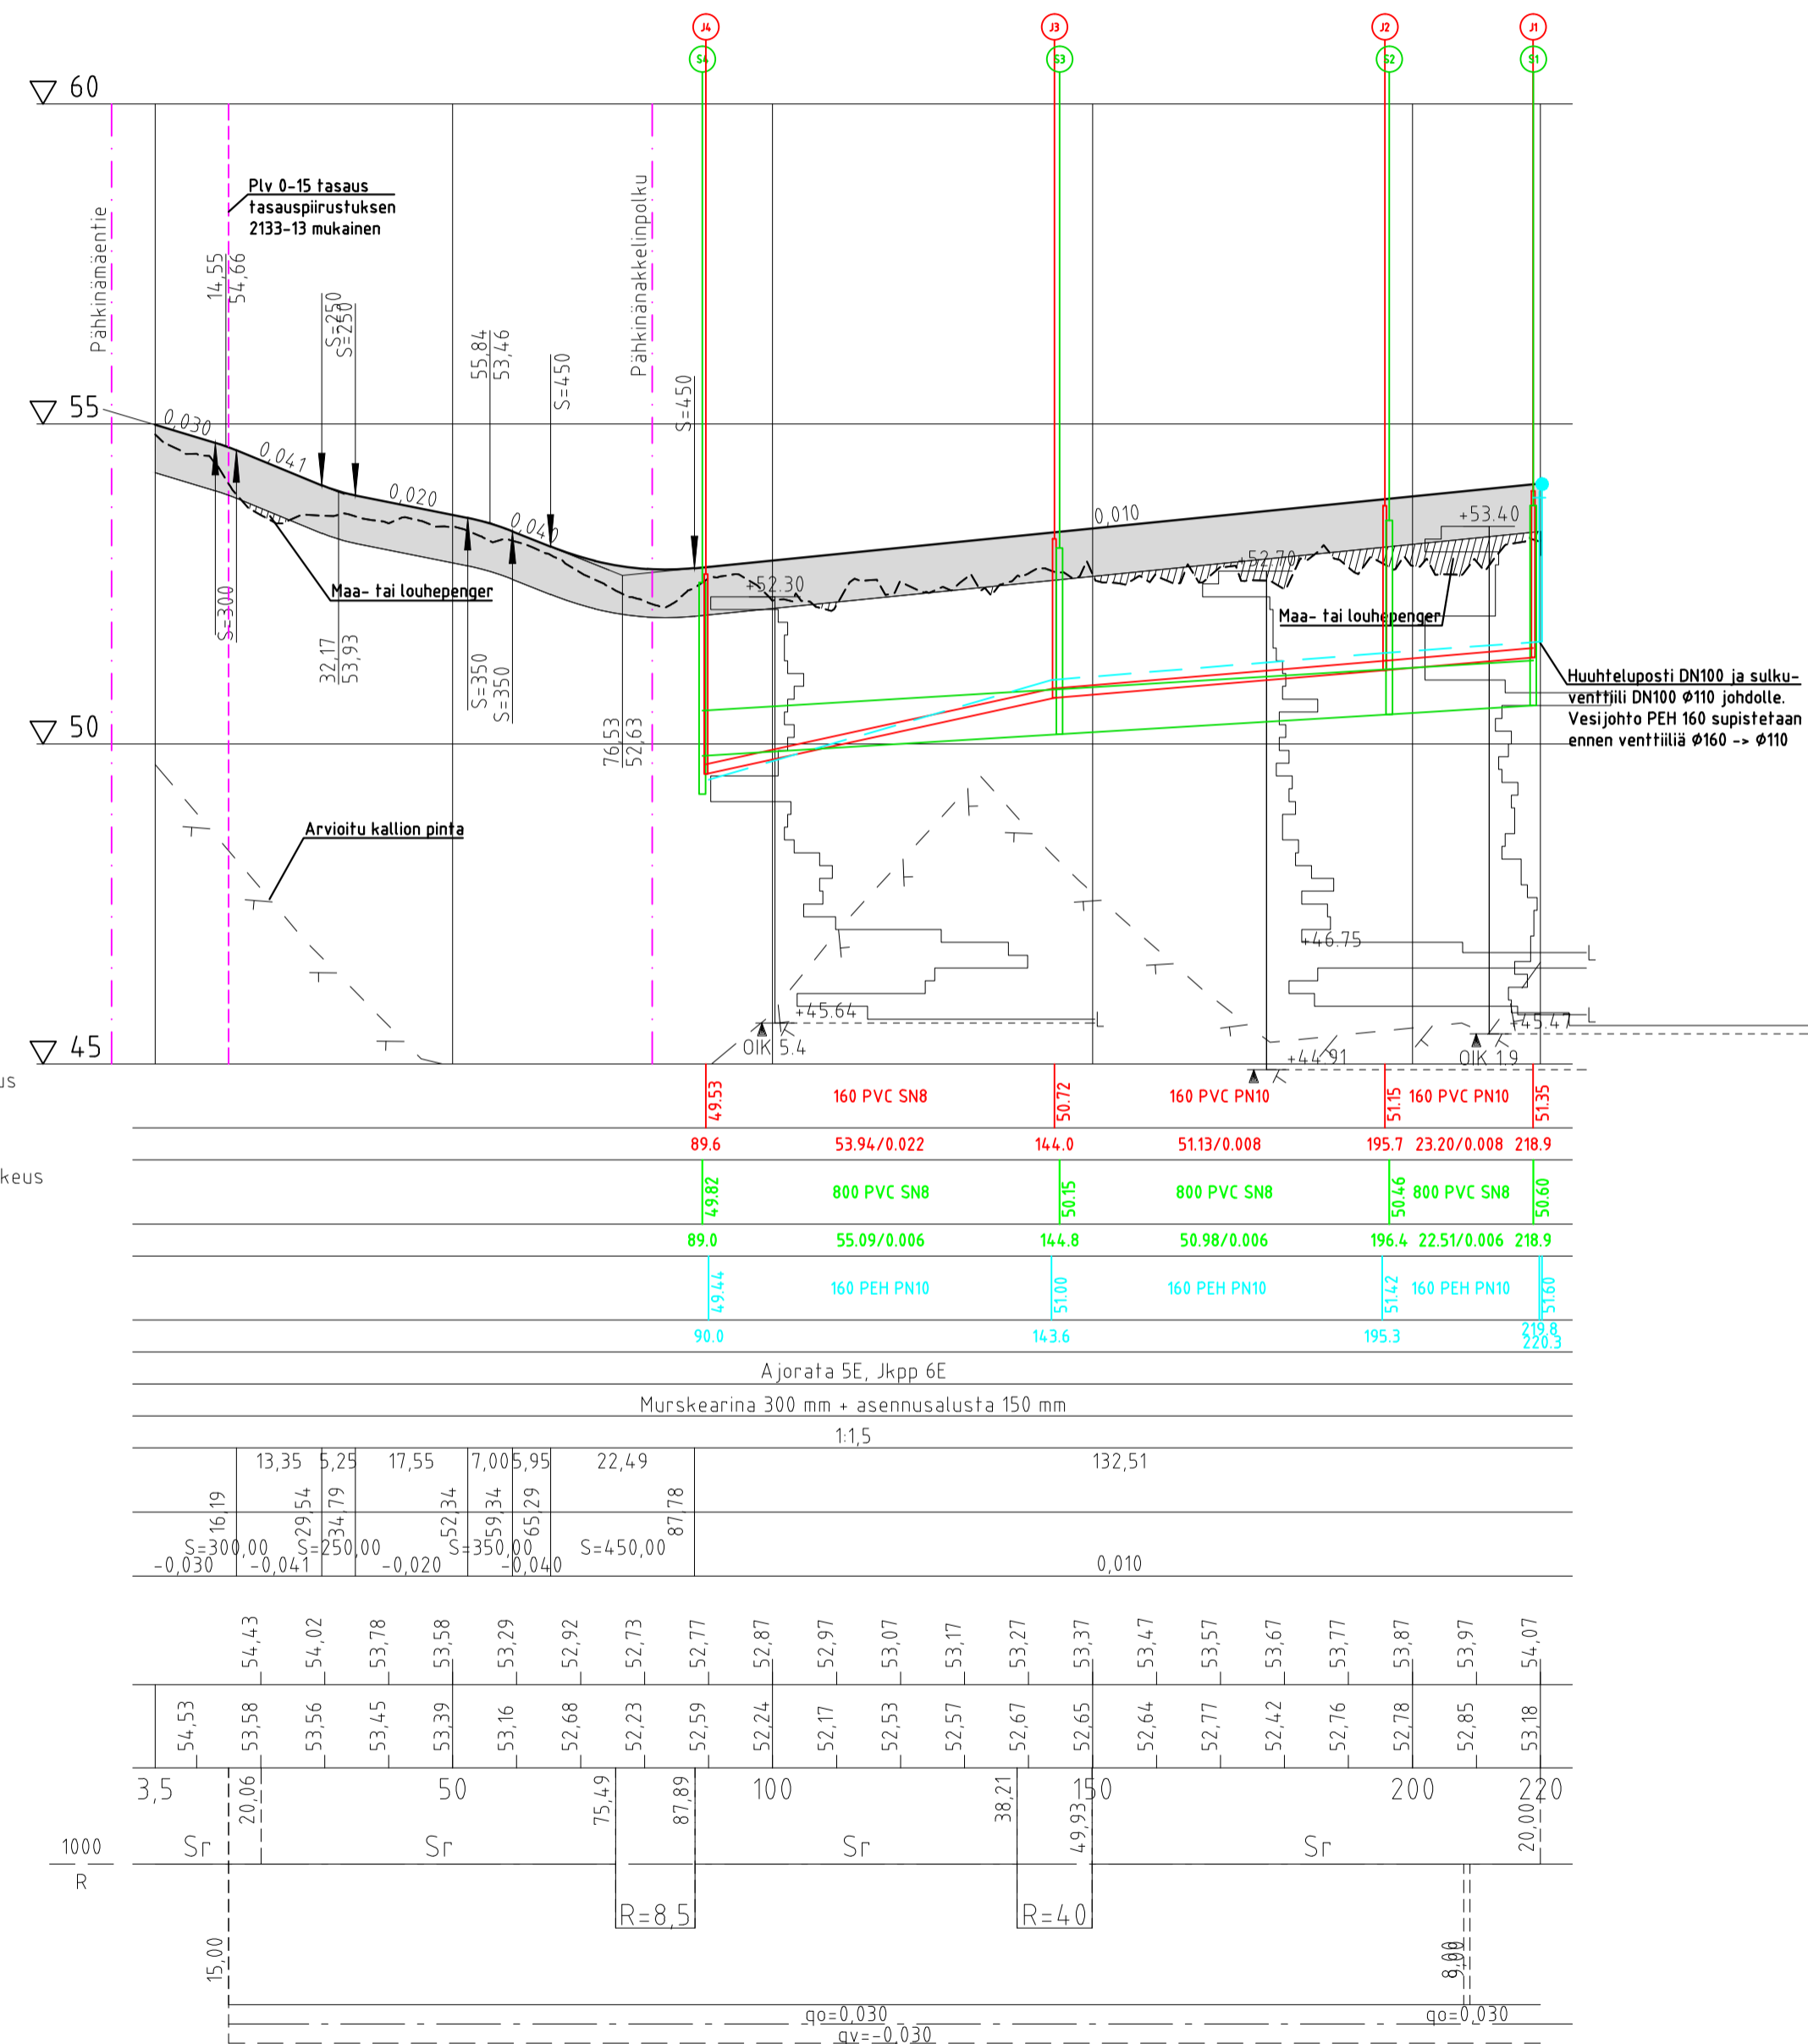 J4 J3 J2 J1
S4 S3 S2 S1
60
Plv 0-15 tasaus
tasauspiirustuksen
2133-13 mukainen
Pähkinämäentie
Pähkinänakkelinpolku
14,55
54,66
S=250
S=250
55,84
53,46
S=450
S=450
55
0,030
0,041
0,020
0,040
0,010
+53.40
+52.70
+52.30
Maa- tai louhepenger
Maa- tai louhepenger
S=300
32,17
53,93
S=350
S=350
76,53
52,63
Huuhteluposti DN100 ja sulku-
venttiili DN100 Ø110 johdolle.
Vesijohto PEH 160 supistetaan
ennen venttiiliä Ø160 -> Ø110
50
Arvioitu kallion pinta
+46.75
L
+45.64
L
L
+45.47
OIK 5.4
+44.91
OIK 1.9
45
us
49.53 160 PVC SN8 50.72 160 PVC PN10 51.15 160 PVC PN10 51.35
89.6 53.94/0.022 144.0 51.13/0.008 195.7 23.20/0.008 218.9
keus
49.82 800 PVC SN8 50.15 800 PVC SN8 50.46 800 PVC SN8 50.60
89.0 55.09/0.006 144.8 50.98/0.006 196.4 22.51/0.006 218.9
49.44 160 PEH PN10 51.00 160 PEH PN10 51.42 160 PEH PN10 51.60
90.0 143.6 195.3 219.8
220.3
Ajorata 5E, Jkpp 6E
Murskearina 300 mm + asennusalusta 150 mm
1:1,5
13,35 5,25 17,55 7,00 5,95 22,49 132,51
16,19 29,54 34,79 52,34 59,34 65,29 87,78
S=300,00 S=250,00 S=350,00 S=450,00
-0,030 -0,041 -0,020 -0,040 0,010
54,43 54,02 53,78 53,58 53,29 52,92 52,73 52,77 52,87 52,97 53,07 53,17 53,27 53,37 53,47 53,57 53,67 53,77 53,87 53,97 54,07
54,53 53,58 53,56 53,45 53,39 53,16 52,68 52,23 52,59 52,24 52,17 52,53 52,57 52,67 52,65 52,64 52,77 52,42 52,76 52,78 52,85 53,18
3,5 50 100 150 200 220
20,06 75,49 87,89 38,21 49,93 20,00
1000
R
Sr Sr Sr Sr
R=8,5 R=40
15,00
8,00
9,00
qo=0,030 qo=0,030
qv=-0,030